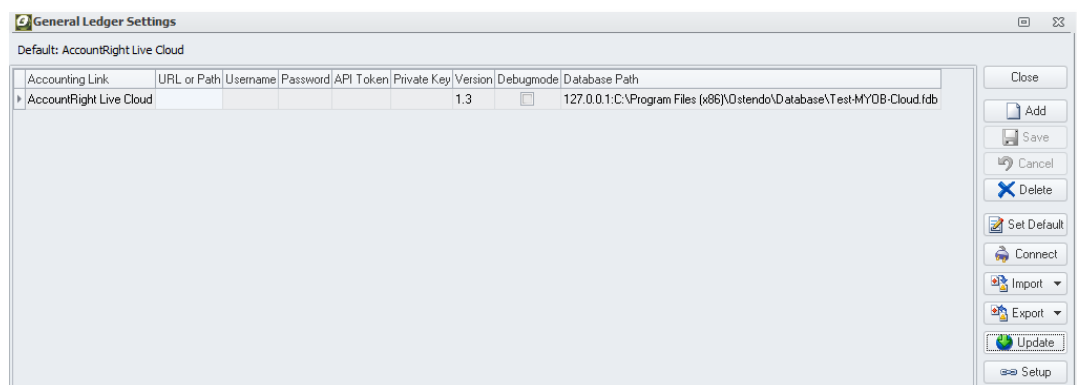 General Ledger Settings
Default: AccountRight Live Cloud
Accounting Link URL or Path Username Password API Token Private Key Version Debugmode Database Path
AccountRight Live Cloud 1.3 127.0.0.1:C:\Program Files (x86)\Ostendo\Database\Test-MYOB-Cloud.fdb
Close
Add
Save
Cancel
Delete
Set Default
Connect
Import
Export
Update
Setup